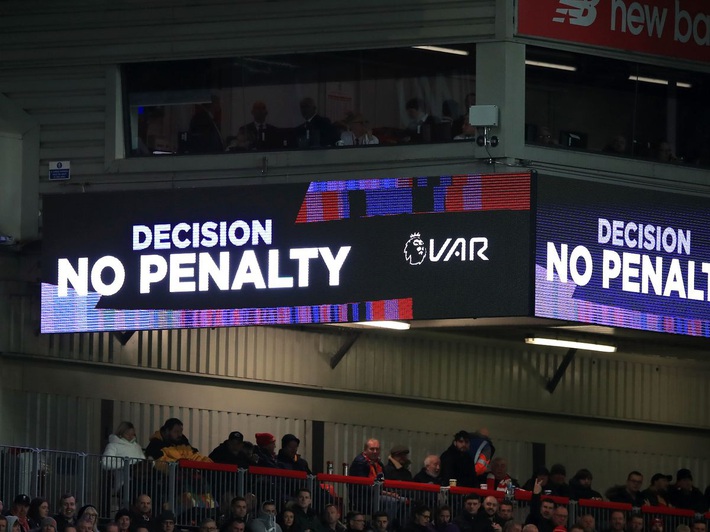 new ba
DECISION
NO PENALTY
VAR
DECISION
NO PENALT